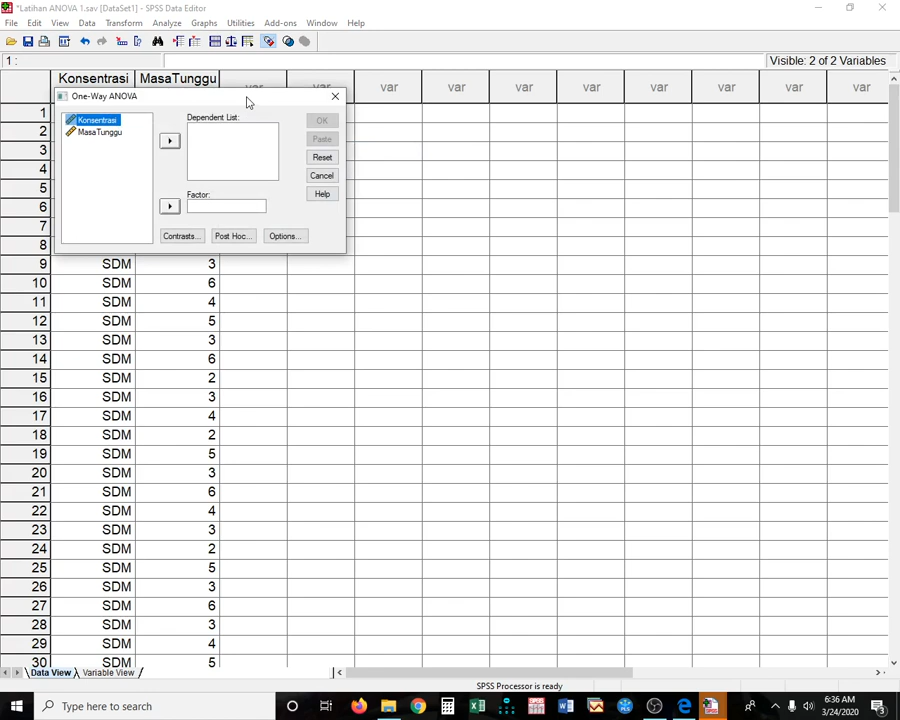 *Latihan ANOVA 1.sav [DataSet1] - SPSS Data Editor
File Edit View Data Transform Analyze Graphs Utilities Add-ons Window Help
1 : Visible: 2 of 2 Variables
Konsentrasi MasaTunggu var var var var var var var var var var
One-Way ANOVA
1
2
3
4
5
6
7
8
Konsentrasi
MasaTunggu
Dependent List:
Factor:
OK
Paste
Reset
Cancel
Help
Contrasts... Post Hoc... Options...
9 SDM 3
10 SDM 6
11 SDM 4
12 SDM 5
13 SDM 3
14 SDM 6
15 SDM 2
16 SDM 3
17 SDM 4
18 SDM 2
19 SDM 5
20 SDM 3
21 SDM 6
22 SDM 4
23 SDM 3
24 SDM 2
25 SDM 5
26 SDM 3
27 SDM 6
28 SDM 3
29 SDM 4
30 SDM 5
Data View Variable View
SPSS Processor is ready
Type here to search
6:36 AM
3/24/2020
3